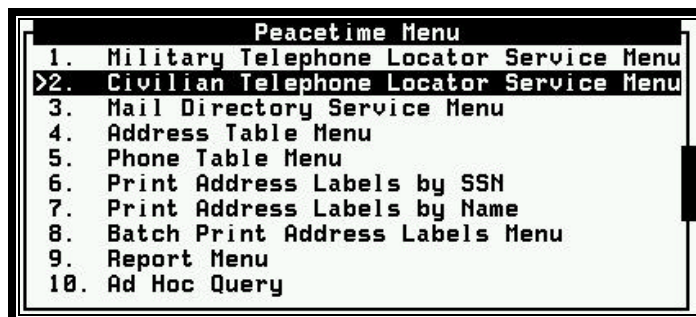 Peacetime Menu
1. Military Telephone Locator Service Menu
>2. Civilian Telephone Locator Service Menu
3. Mail Directory Service Menu
4. Address Table Menu
5. Phone Table Menu
6. Print Address Labels by SSN
7. Print Address Labels by Name
8. Batch Print Address Labels Menu
9. Report Menu
10. Ad Hoc Query